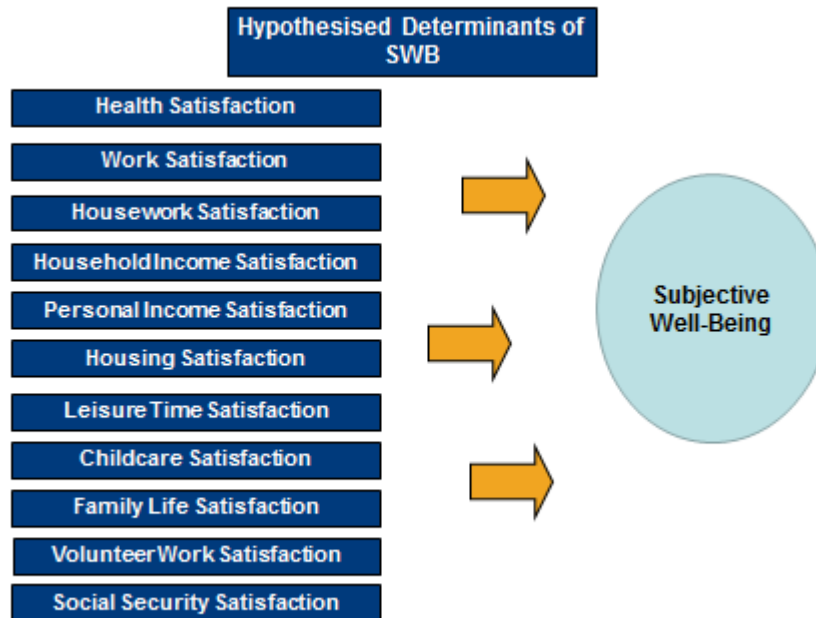 Hypothesised Determinants of
SWB
Health Satisfaction
Work Satisfaction
Housework Satisfaction
Household Income Satisfaction
Personal Income Satisfaction
Housing Satisfaction
Leisure Time Satisfaction
Childcare Satisfaction
Family Life Satisfaction
Volunteer Work Satisfaction
Social Security Satisfaction
Subjective
Well-Being